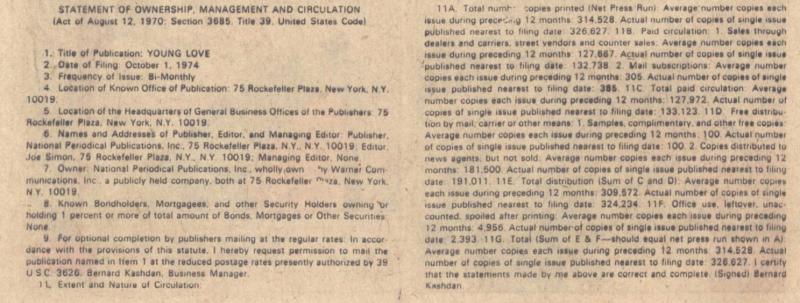 STATEMENT OF OWNERSHIP, MANAGEMENT AND CIRCULATION
(Act of August 12, 1970: Section 3685. Title 39. United States Code)
1. Title of Publication: YOUNG LOVE
2. Date of Filing: October 1, 1974
3. Frequency of Issue: Bi-Monthly
4. Location of Known Office of Publication: 75 Rockefeller Plaza, New York, N.Y.
10019.
5. Location of the Headquarters of General Business Offices of the Publishers: 75
Rockefeller Plaza, New York, N.Y. 10019.
6. Names and Addresses of Publisher, Editor, and Managing Editor: Publisher,
National Periodical Publications, Inc., 75 Rockefeller Plaza, N.Y., N.Y. 10019; Editor,
Joe Simon, 75 Rockefeller Plaza, N.Y., N.Y. 10019; Managing Editor, None.
7. Owner: National Periodical Publications, Inc., wholly own by Warner Com-
munications, Inc., a publicly held company, both at 75 Rockefeller Plaza, New York,
N.Y. 10019.
8. Known Bondholders, Mortgagees, and other Security Holders owning or
holding 1 percent or more of total amount of Bonds, Mortgages or Other Securities:
None.
9. For optional completion by publishers mailing at the regular rates: In accor-
dance with the provisions of this statute, I hereby request permission to mail the
publication named in Item 1 at the reduced postage rates presently authorized by 39
U.S.C. 3626. Bernard Kashdan, Business Manager.
11. Extent and Nature of Circulation:
11A. Total copies printed (Net Press Run): Average number copies each
issue during preceding 12 months: 314,528. Actual number of copies of single issue
published nearest to filing date: 326,627. 11B. Paid circulation: 1. Sales through
dealers and carriers, street vendors and counter sales: Average number copies each
issue during preceding 12 months: 127,667. Actual number of copies of single issue
published nearest to filing date: 132,738. 2. Mail subscriptions: Average number
copies each issue during preceding 12 months: 305. Actual number of copies of single
issue published nearest to filing date: 385. 11C. Total paid circulation: Average
number copies each issue during preceding 12 months: 127,972. Actual number of
copies of single issue published nearest to filing date: 133,123. 11D. Free distribu-
tion by mail, carrier or other means: 1. Samples, complimentary, and other free copies:
Average number copies each issue during preceding 12 months: 100. Actual number
of copies of single issue published nearest to filing date: 100. 2. Copies distributed to
news agents, but not sold: Average number copies each issue during preceding 12
months: 181,500. Actual number of copies of single issue published nearest to filing
date: 191,011. 11E. Total distribution (Sum of C and D): Average number copies
each issue during preceding 12 months: 309,572. Actual number of copies of single
issue published nearest to filing date: 324,234. 11F. Office use, leftover, unac-
counted, spoiled after printing: Average number copies each issue during preceding
12 months: 4,956. Actual number of copies of single issue published nearest to filing
date: 2,393. 11G. Total (Sum of E & F—should equal net press run shown in A):
Average number copies each issue during preceding 12 months: 314,528. Actual
number of copies of single issue published nearest to filing date: 326,627. I certify
that the statements made by me above are correct and complete. (Signed) Bernard
Kashdan.